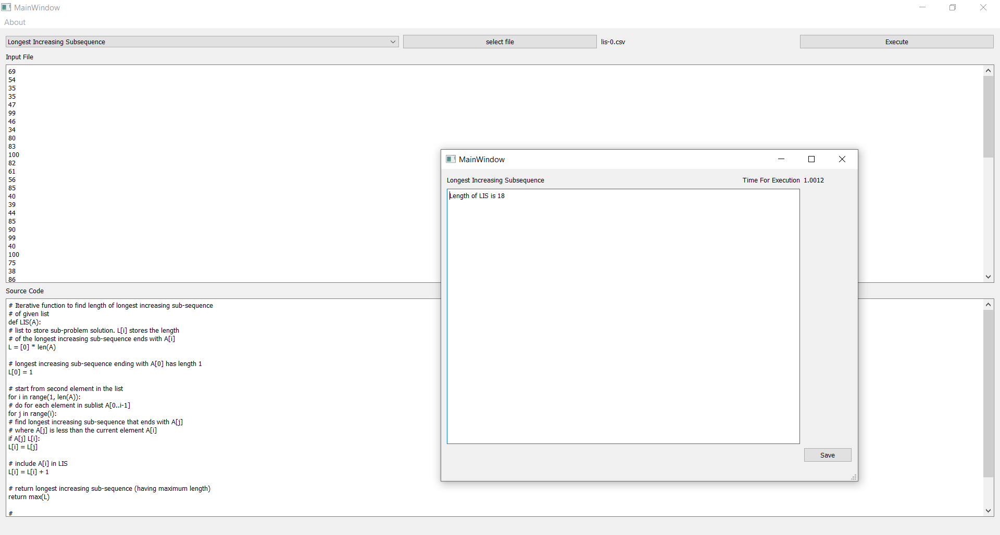 MainWindow
About
Longest Increasing Subsequence
select file
lis-0.csv
Execute
Input File
69
54
35
35
47
99
46
34
80
83
100
82
61
56
85
40
39
44
85
90
99
40
100
75
38
86
Source Code
# Iterative function to find length of longest increasing sub-sequence
# of given list
def LIS(A):
# list to store sub-problem solution. L[i] stores the length
# of the longest increasing sub-sequence ends with A[i]
L = [0] * len(A)
# longest increasing sub-sequence ending with A[0] has length 1
L[0] = 1
# start from second element in the list
for i in range(1, len(A)):
# do for each element in sublist A[0..i-1]
for j in range(i):
# find longest increasing sub-sequence that ends with A[j]
# where A[j] is less than the current element A[i]
if A[j] L[i]:
L[i] = L[j]
# include A[i] in LIS
L[i] = L[i] + 1
# return longest increasing sub-sequence (having maximum length)
return max(L)
#
MainWindow
Longest Increasing Subsequence
Time For Execution 1.0012
Length of LIS is 18
Save